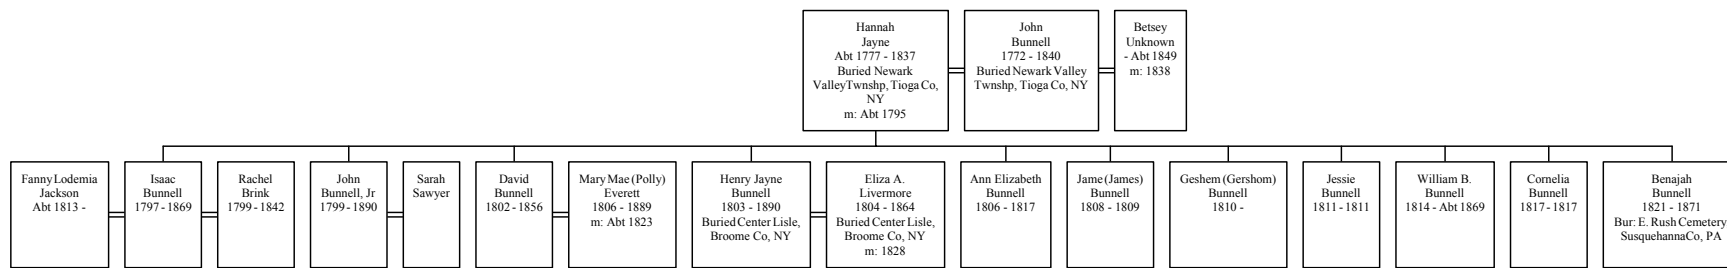 Hannah
Jayne
Abt 1777 - 1837
Buried Newark
ValleyTwnshp, Tioga Co,
NY
m: Abt 1795
John
Bunnell
1772 - 1840
Buried Newark Valley
Twnshp, Tioga Co, NY
Betsey
Unknown
- Abt 1849
m: 1838
Fanny Lodemia
Jackson
Abt 1813 -
Isaac
Bunnell
1797 - 1869
Rachel
Brink
1799 - 1842
John
Bunnell, Jr
1799 - 1890
Sarah
Sawyer
David
Bunnell
1802 - 1856
Mary Mae (Polly)
Everett
1806 - 1889
m: Abt 1823
Henry Jayne
Bunnell
1803 - 1890
Buried Center Lisle,
Broome Co, NY
Eliza A.
Livermore
1804 - 1864
Buried Center Lisle,
Broome Co, NY
m: 1828
Ann Elizabeth
Bunnell
1806 - 1817
Jame (James)
Bunnell
1808 - 1809
Geshem (Gershom)
Bunnell
1810 -
Jessie
Bunnell
1811 - 1811
William B.
Bunnell
1814 - Abt 1869
Cornelia
Bunnell
1817 - 1817
Benajah
Bunnell
1821 - 1871
Bur: E. Rush Cemetery
SusquehannaCo, PA